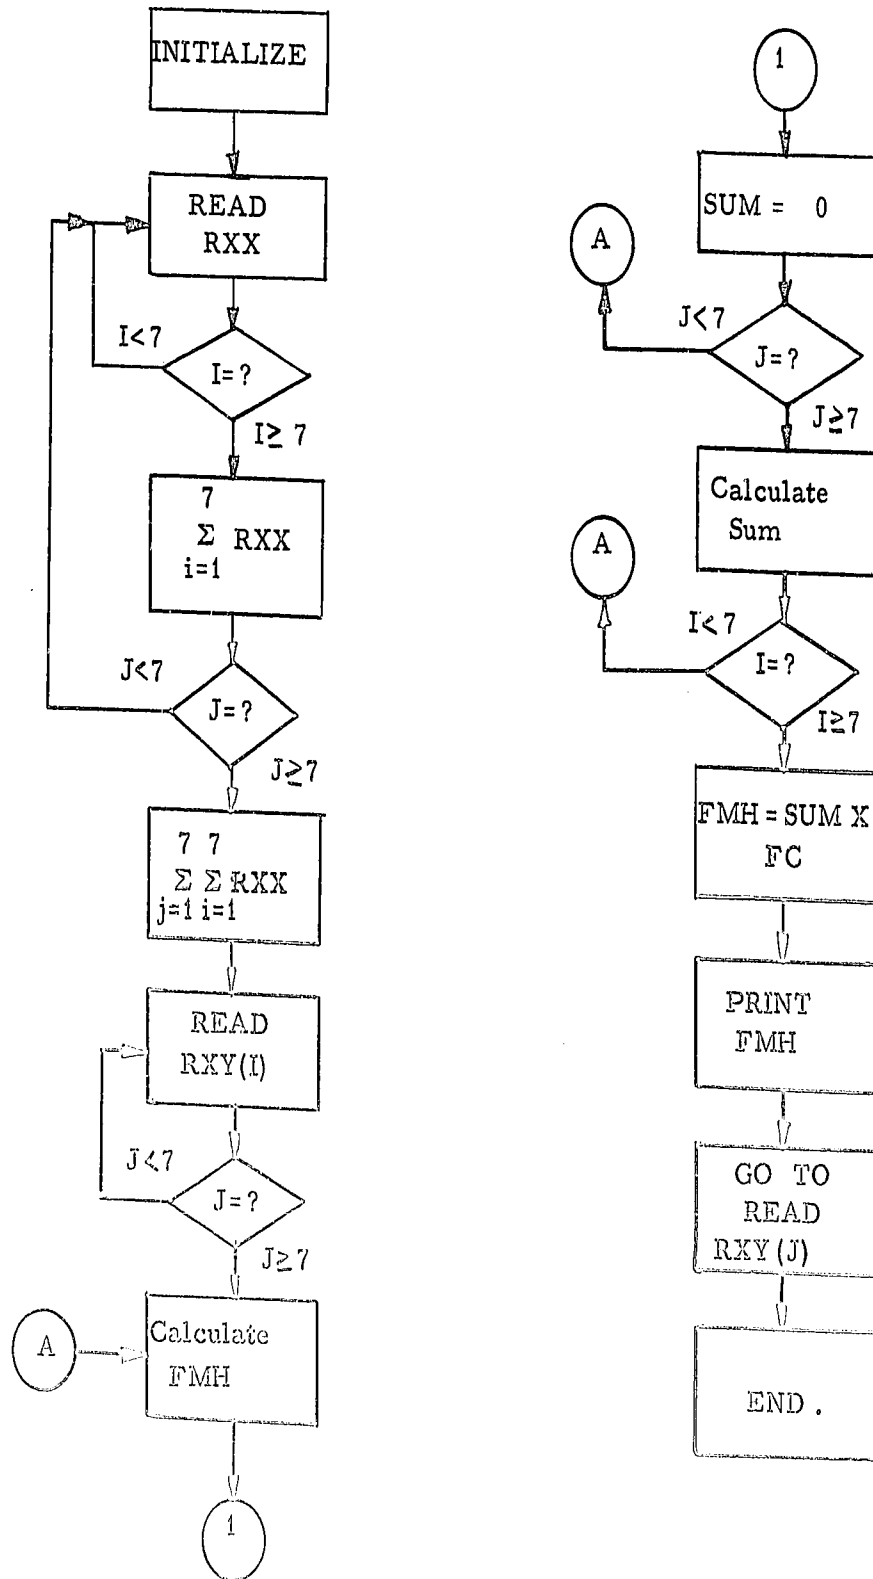 INITIALIZE
READ
RXX
I<7
I=?
I≥ 7
7
Σ RXX
i=1
J<7
J=?
J≥7
7 7
Σ Σ RXX
j=1 i=1
READ
RXY(I)
J<7
J=?
J≥7
A
Calculate
FMH
1
1
SUM = 0
A
J<7
J=?
J≥7
Calculate
Sum
A
I<7
I=?
I≥7
FMH = SUM X
FC
PRINT
FMH
GO TO
READ
RXY (J)
END .